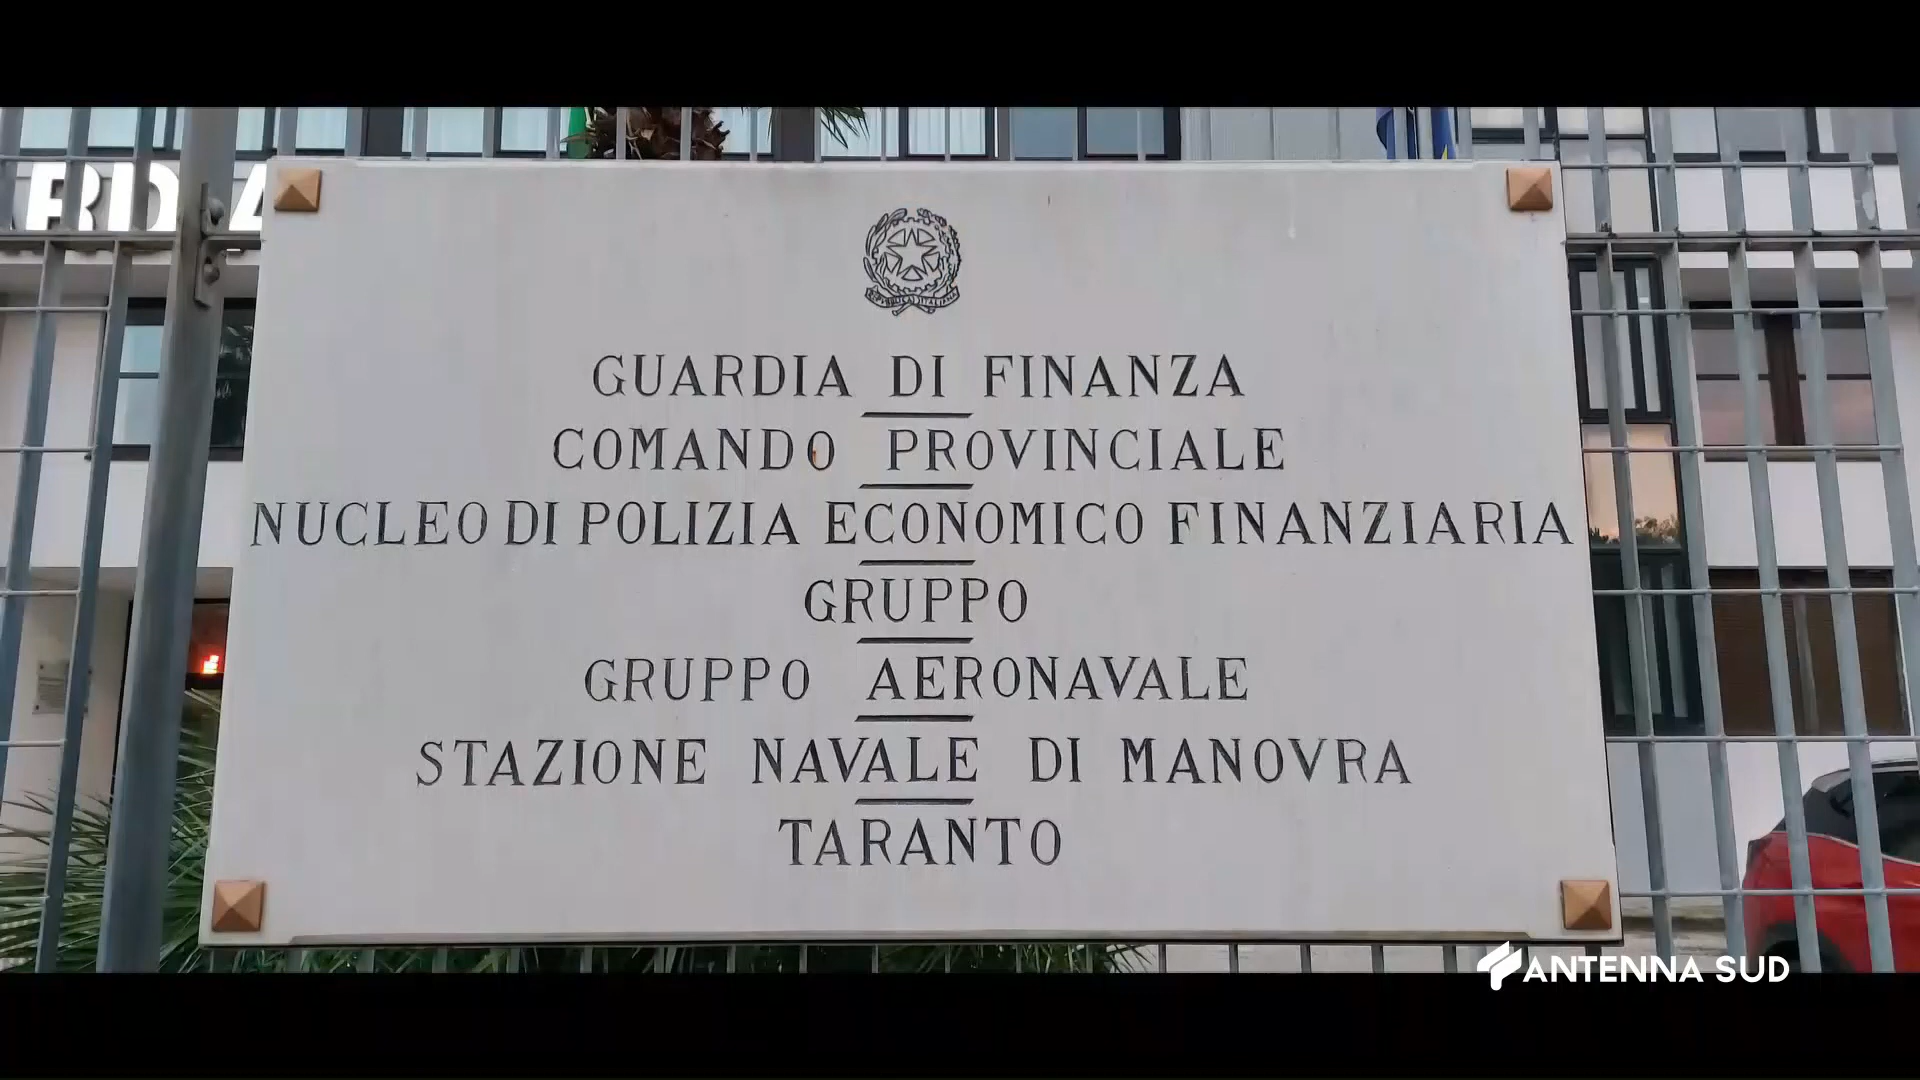 GUARDIA DI FINANZA
COMANDO PROVINCIALE
NUCLEO DI POLIZIA ECONOMICO FINANZIARIA
GRUPPO
GRUPPO AERONAVALE
STAZIONE NAVALE DI MANOVRA
TARANTO
ANTENNA SUD